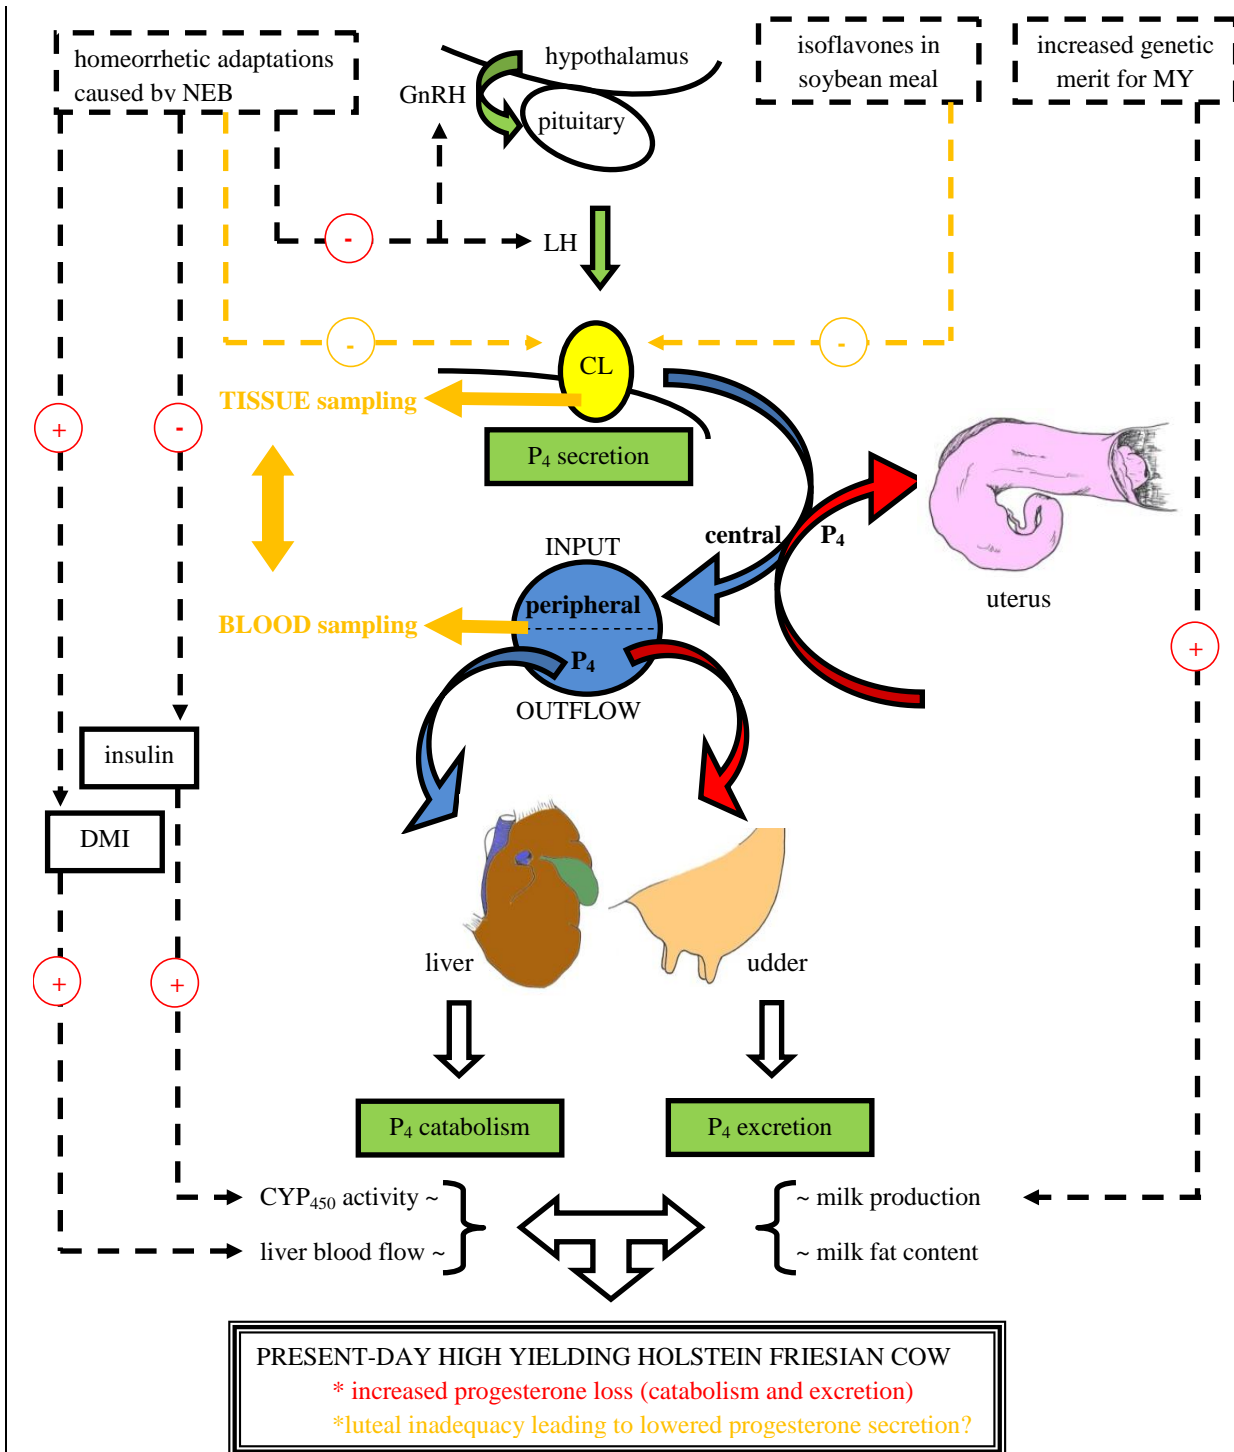 homeorrhetic adaptations
caused by NEB
hypothalamus
GnRH
pituitary
isoflavones in
soybean meal
increased genetic
merit for MY
-
LH
-
-
CL
TISSUE sampling
+
-
P₄ secretion
central P₄
uterus
INPUT
peripheral
BLOOD sampling
P₄
OUTFLOW
+
insulin
DMI
liver
udder
+
+
P₄ catabolism
P₄ excretion
CYP₄₅₀ activity ~
~ milk production
liver blood flow ~
~ milk fat content
PRESENT-DAY HIGH YIELDING HOLSTEIN FRIESIAN COW
* increased progesterone loss (catabolism and excretion)
*luteal inadequacy leading to lowered progesterone secretion?